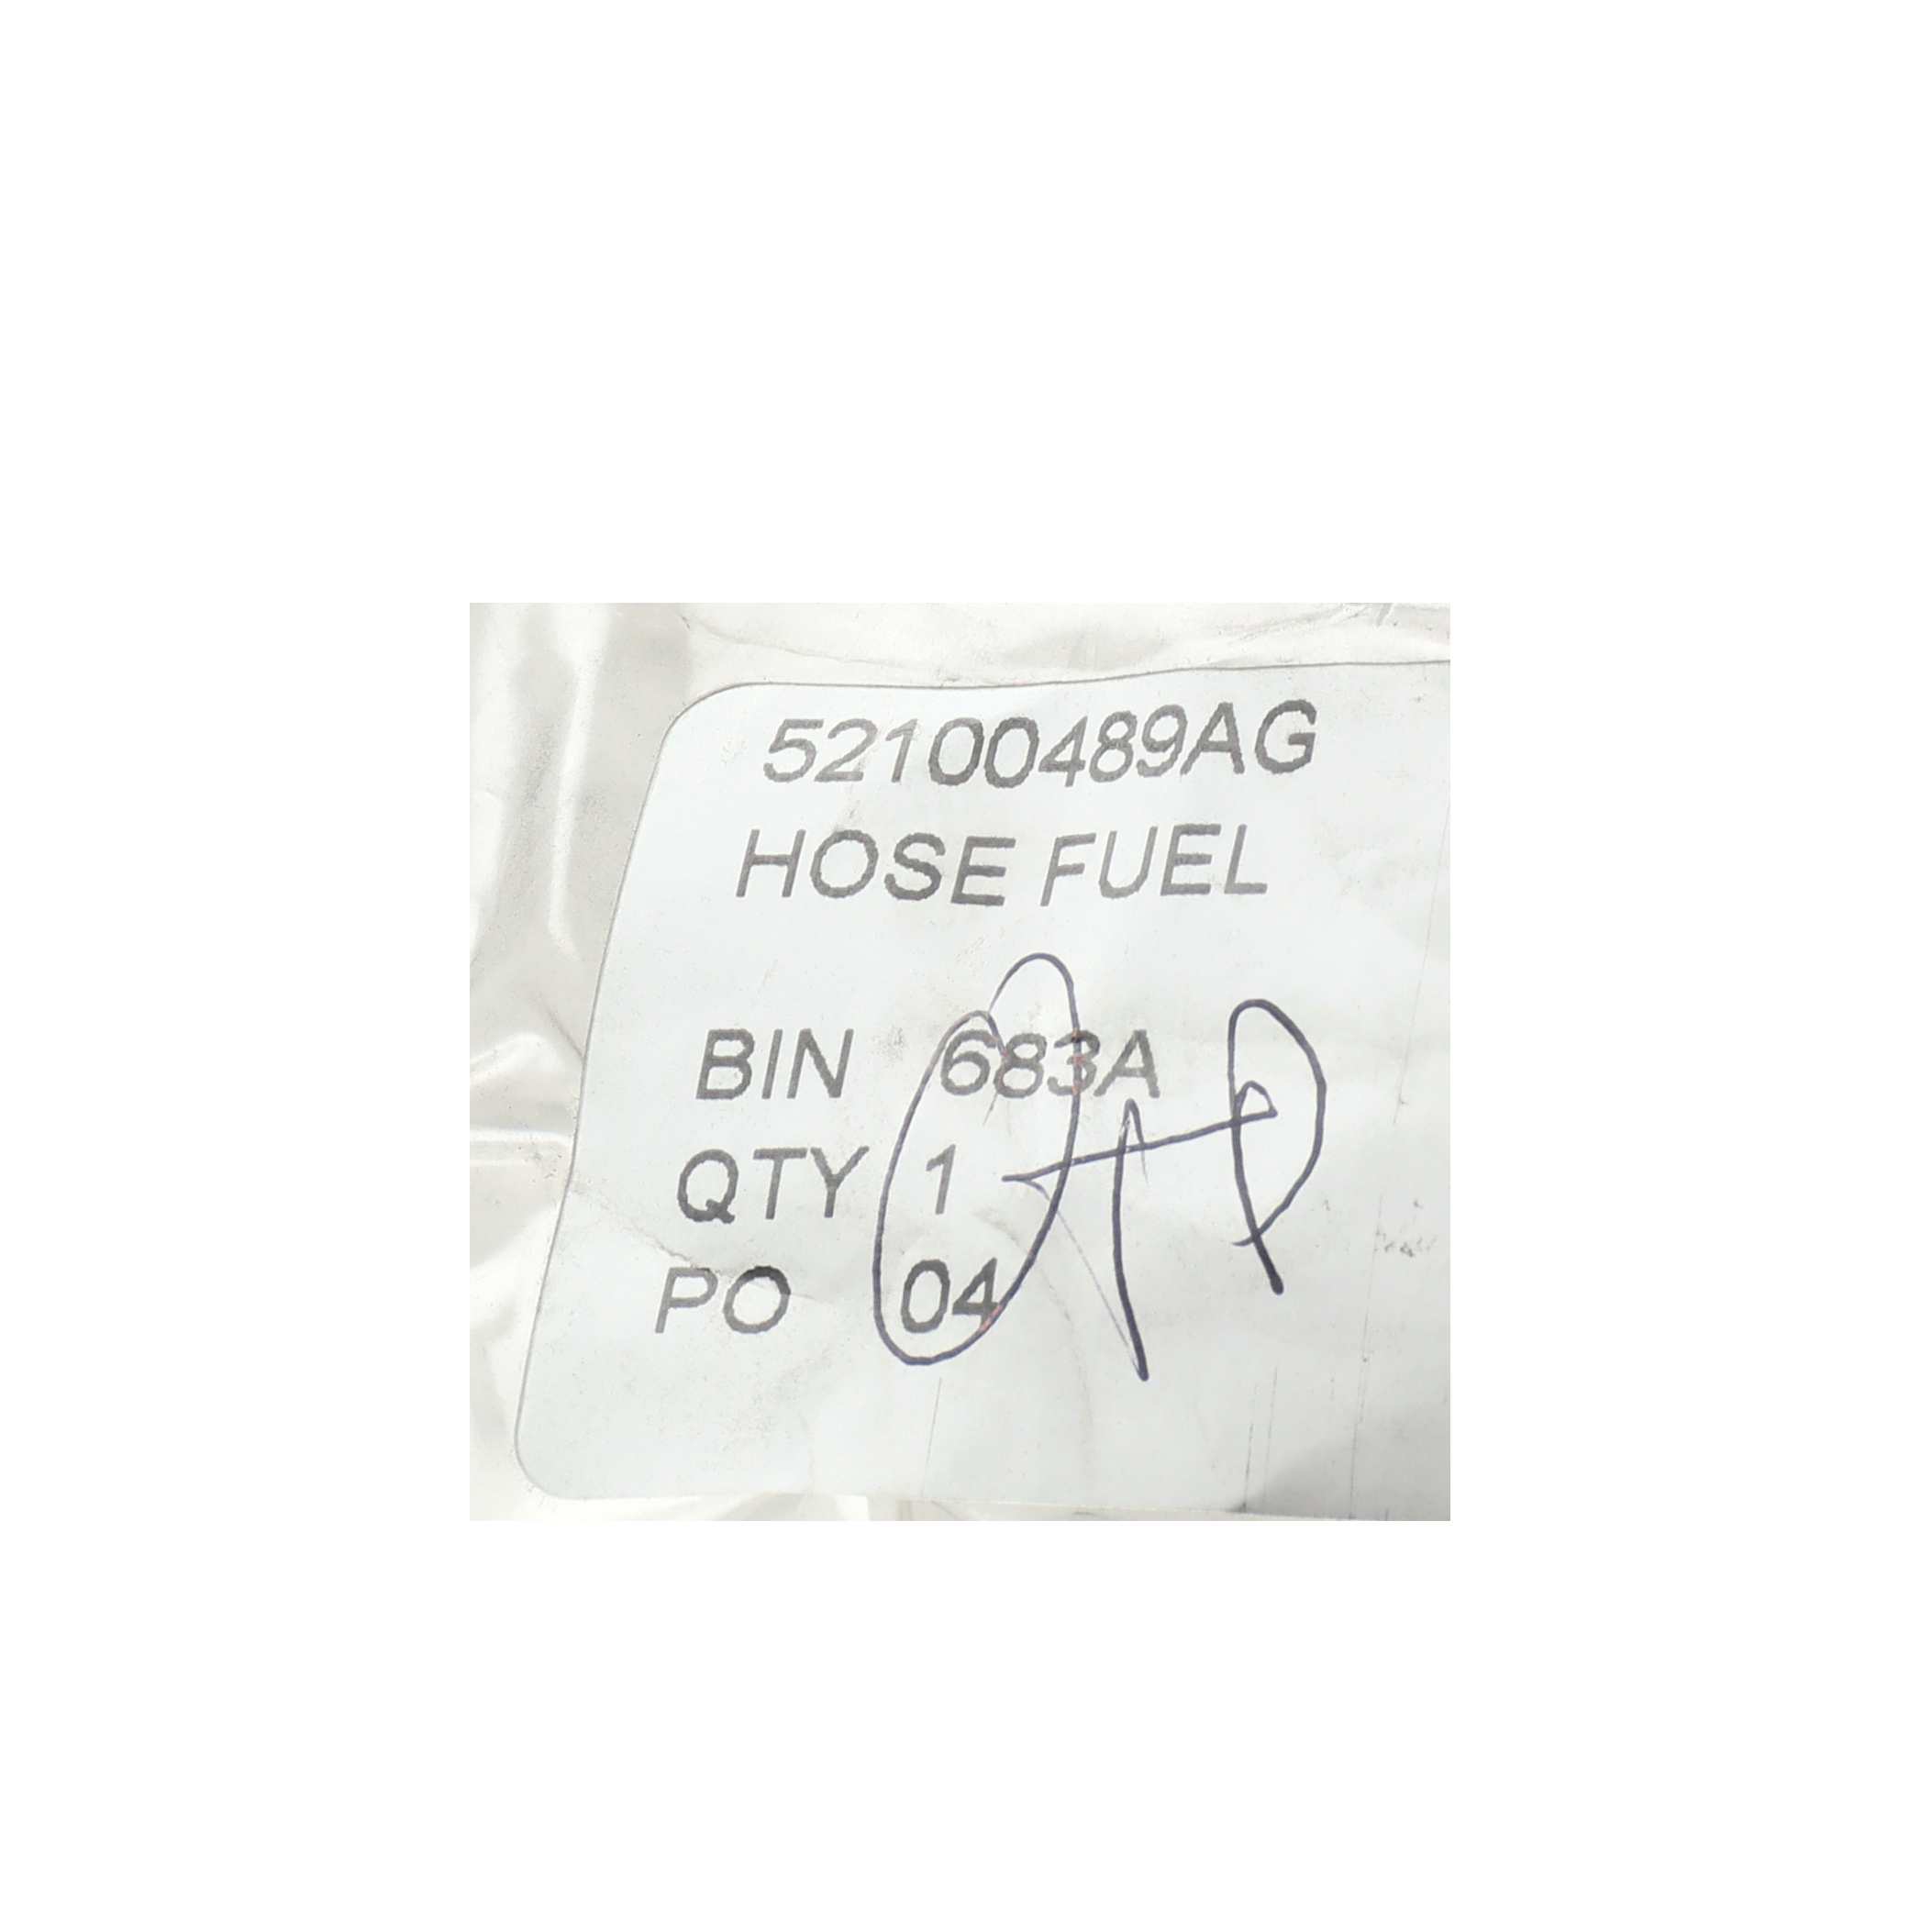 52100489AG
HOSE FUEL
BIN 683A
QTY 1
PO 04